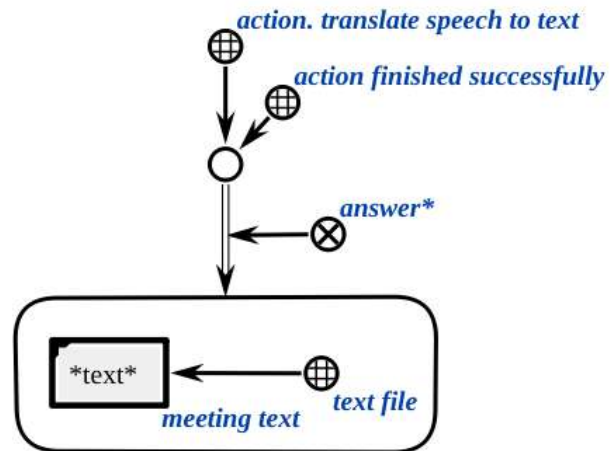 action. translate speech to text
action finished successfully
answer*
*text*
meeting text
text file